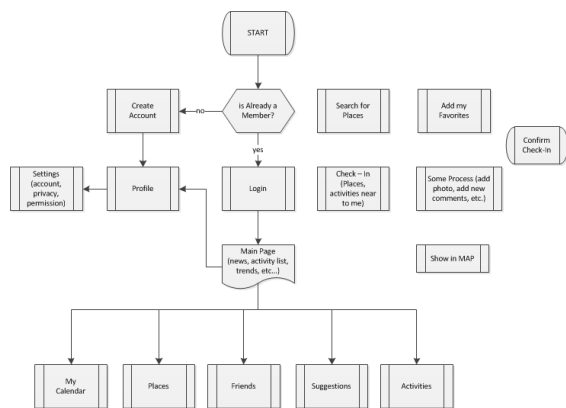 START
Create
Account
no
is Already a
Member?
Search for
Places
Add my
Favorites
Confirm
Check-In
yes
Settings
(account,
privacy,
permission)
Profile
Login
Check – In
(Places,
activities near
to me)
Some Process (add
photo, add new
comments, etc.)
Main Page
(news, activity list,
trends, etc...)
Show in MAP
My
Calendar
Places
Friends
Suggestions
Activities